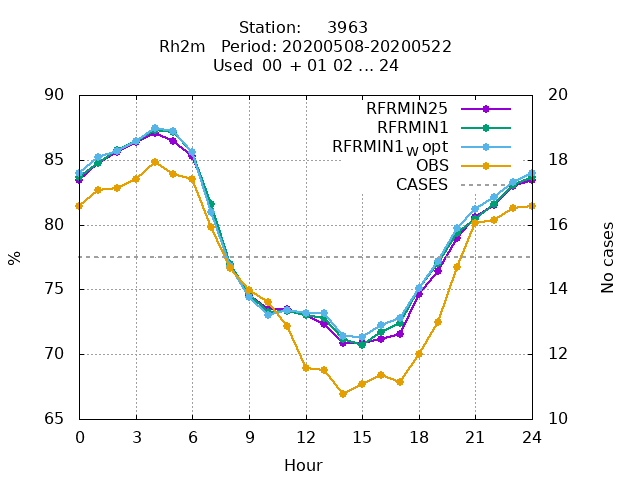 Station: 3963
Rh2m Period: 20200508-20200522
Used 00 + 01 02 ... 24
90 20
RFRMIN25
RFRMIN1
RFRMIN1w opt
OBS
CASES
85 18
80 16
%
No cases
75 14
70 12
65 10
0 3 6 9 12 15 18 21 24
Hour